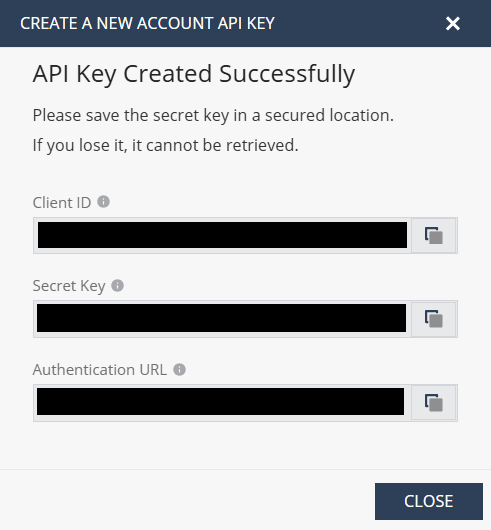 CREATE A NEW ACCOUNT API KEY
API Key Created Successfully
Please save the secret key in a secured location.
If you lose it, it cannot be retrieved.
Client ID
Secret Key
Authentication URL
CLOSE